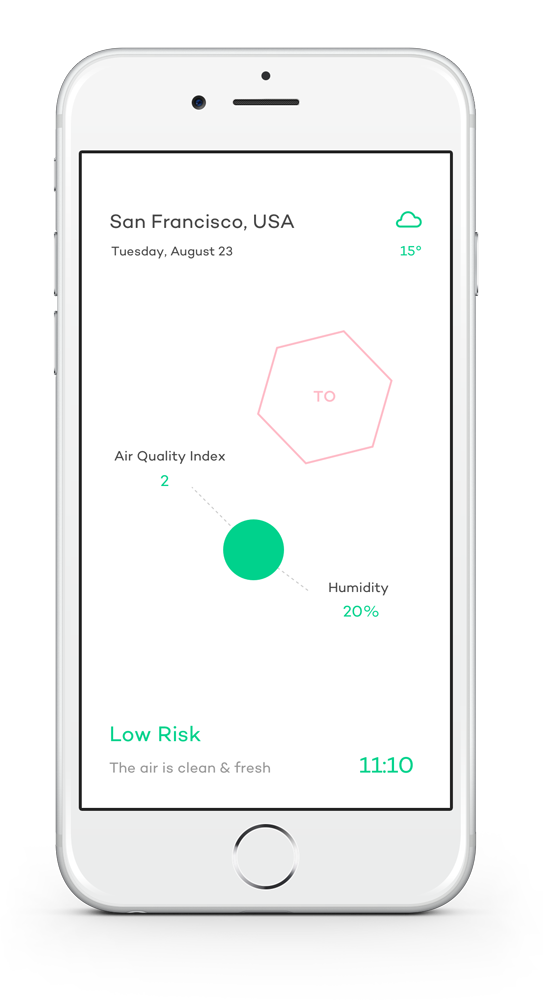 San Francisco, USA
Tuesday, August 23
15°
TO
Air Quality Index
2
Humidity
20%
Low Risk
The air is clean & fresh
11:10